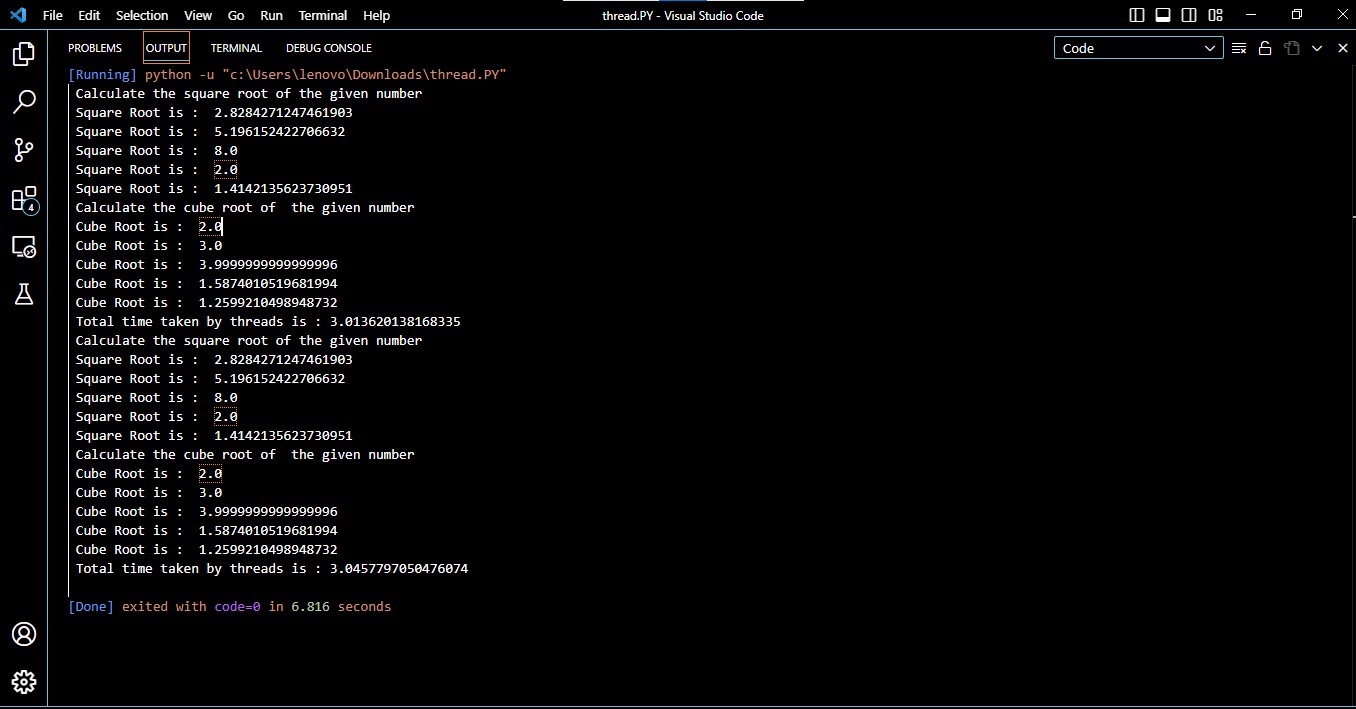 File Edit Selection View Go Run Terminal Help thread.PY - Visual Studio Code
PROBLEMS OUTPUT TERMINAL DEBUG CONSOLE Code
[Running] python -u "c:\Users\lenovo\Downloads\thread.PY"
Calculate the square root of the given number
Square Root is :  2.8284271247461903
Square Root is :  5.196152422706632
Square Root is :  8.0
Square Root is :  2.0
Square Root is :  1.4142135623730951
Calculate the cube root of  the given number
Cube Root is :  2.0
Cube Root is :  3.0
Cube Root is :  3.9999999999999996
Cube Root is :  1.5874010519681994
Cube Root is :  1.2599210498948732
Total time taken by threads is : 3.013620138168335
Calculate the square root of the given number
Square Root is :  2.8284271247461903
Square Root is :  5.196152422706632
Square Root is :  8.0
Square Root is :  2.0
Square Root is :  1.4142135623730951
Calculate the cube root of  the given number
Cube Root is :  2.0
Cube Root is :  3.0
Cube Root is :  3.9999999999999996
Cube Root is :  1.5874010519681994
Cube Root is :  1.2599210498948732
Total time taken by threads is : 3.0457797050476074
[Done] exited with code=0 in 6.816 seconds
4